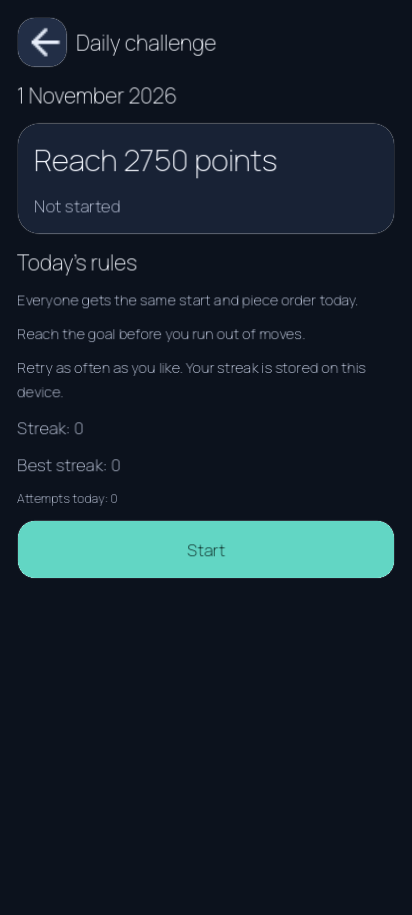 Daily challenge
1 November 2026
Reach 2750 points
Not started
Today's rules
Everyone gets the same start and piece order today.
Reach the goal before you run out of moves.
Retry as often as you like. Your streak is stored on this
device.
Streak: 0
Best streak: 0
Attempts today: 0
Start